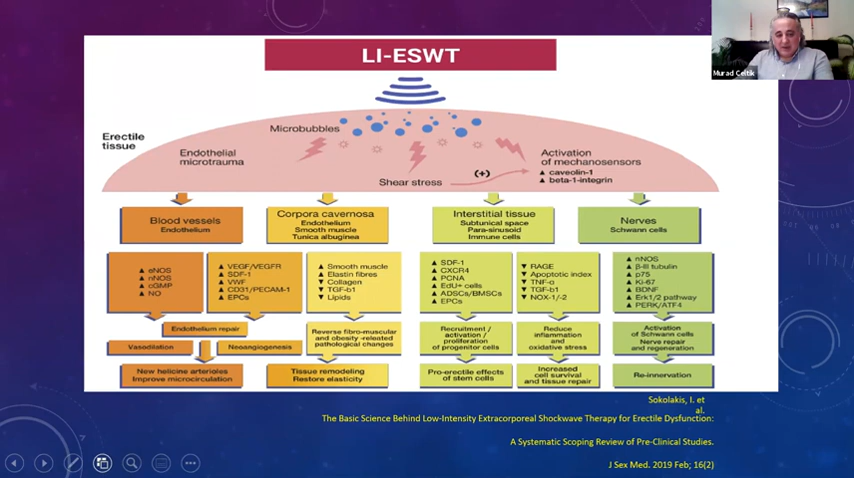 LI-ESWT
Murad Celtik
Microbubbles
Erectile
tissue
Endothelial
microtrauma
Activation
of mechanosensors
▲ caveolin-1
▲ beta-1-integrin
(+)
Shear stress
Blood vessels
Endothelium
Corpora cavernosa
Endothelium
Smooth muscle
Tunica albuginea
Interstitial tissue
Subtunical space
Para-sinusoid
Immune cells
Nerves
Schwann cells
▲ eNOS
▲ nNOS
▲ cGMP
▲ NO
▲ VEGF/VEGFR
▲ SDF-1
▲ VWF
▲ CD31/PECAM-1
▲ EPCs
▲ Smooth muscle
▲ Elastin fibres
▼ Collagen
▼ TGF-b1
▼ Lipids
▲ SDF-1
▲ CXCR4
▲ PCNA
▲ EdU+ cells
▲ ADSCs/BMSCs
▲ EPCs
▼ RAGE
▼ Apoptotic index
▼ TNF-α
▼ TGF-b1
▼ NOX-1/-2
▲ nNOS
▲ β-III tubulin
▲ p75
▲ Ki-67
▲ BDNF
▲ Erk1/2 pathway
▲ PERK/ATF4
Endothelium repair
Vasodilation
Neoangiogenesis
Reverse fibro-muscular
and obesity -releated
pathological changes
Recruitment /
activation /
proliferation
of progenitor cells
Reduce
inflammation
and
oxidative stress
Activation
of Schwann cells
Nerve repair
and regeneration
New helicine arterioles
Improve microcirculation
Tissue remodeling
Restore elasticity
Pro-erectile effects
of stem cells
Increased
cell survival
and tissue repair
Re-innervation
Sokolakis, I. et
al.
The Basic Science Behind Low-Intensity Extracorporeal Shockwave Therapy for Erectile Dysfunction:
A Systematic Scoping Review of Pre-Clinical Studies.
J Sex Med. 2019 Feb; 16(2)